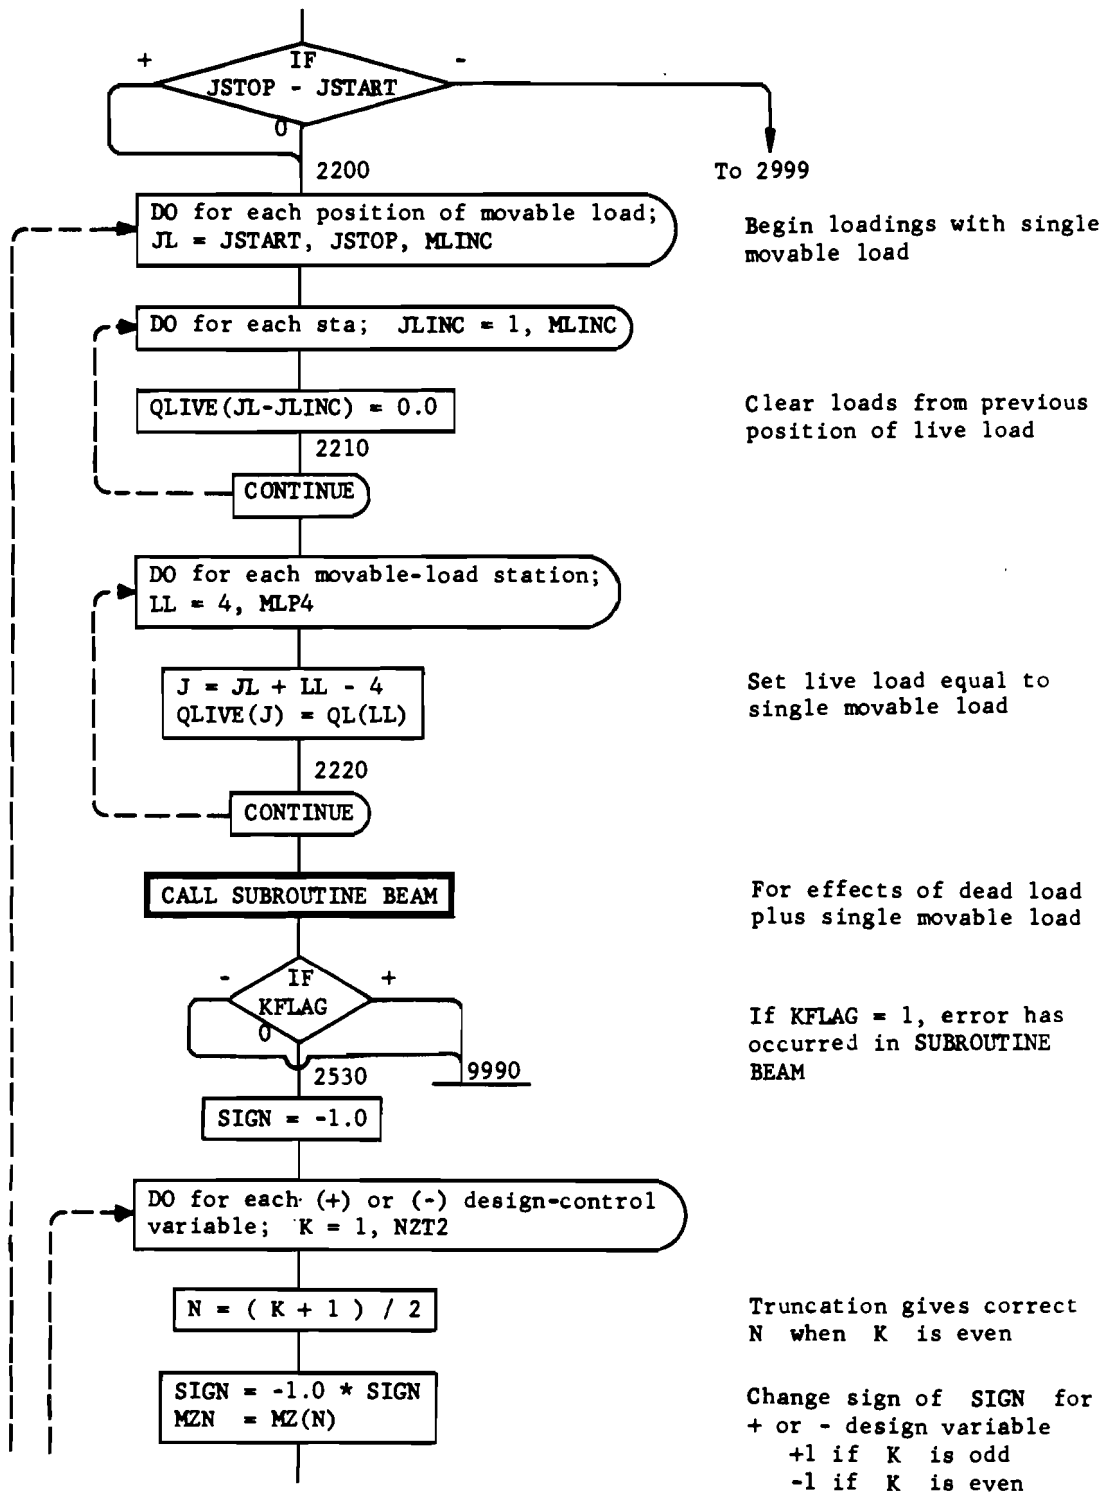 + IF -
JSTOP - JSTART
0
2200
To 2999
DO for each position of movable load;
JL = JSTART, JSTOP, MLINC
Begin loadings with single
movable load
DO for each sta; JLINC = 1, MLINC
QLIVE(JL-JLINC) = 0.0
Clear loads from previous
position of live load
2210
CONTINUE
DO for each movable-load station;
LL = 4, MLP4
J = JL + LL - 4
QLIVE(J) = QL(LL)
Set live load equal to
single movable load
2220
CONTINUE
CALL SUBROUTINE BEAM
For effects of dead load
plus single movable load
- IF +
KFLAG
0
If KFLAG = 1, error has
occurred in SUBROUTINE
BEAM
2530
9990
SIGN = -1.0
DO for each (+) or (-) design-control
variable; K = 1, NZT2
N = ( K + 1 ) / 2
Truncation gives correct
N when K is even
SIGN = -1.0 * SIGN
MZN = MZ(N)
Change sign of SIGN for
+ or - design variable
+1 if K is odd
-1 if K is even